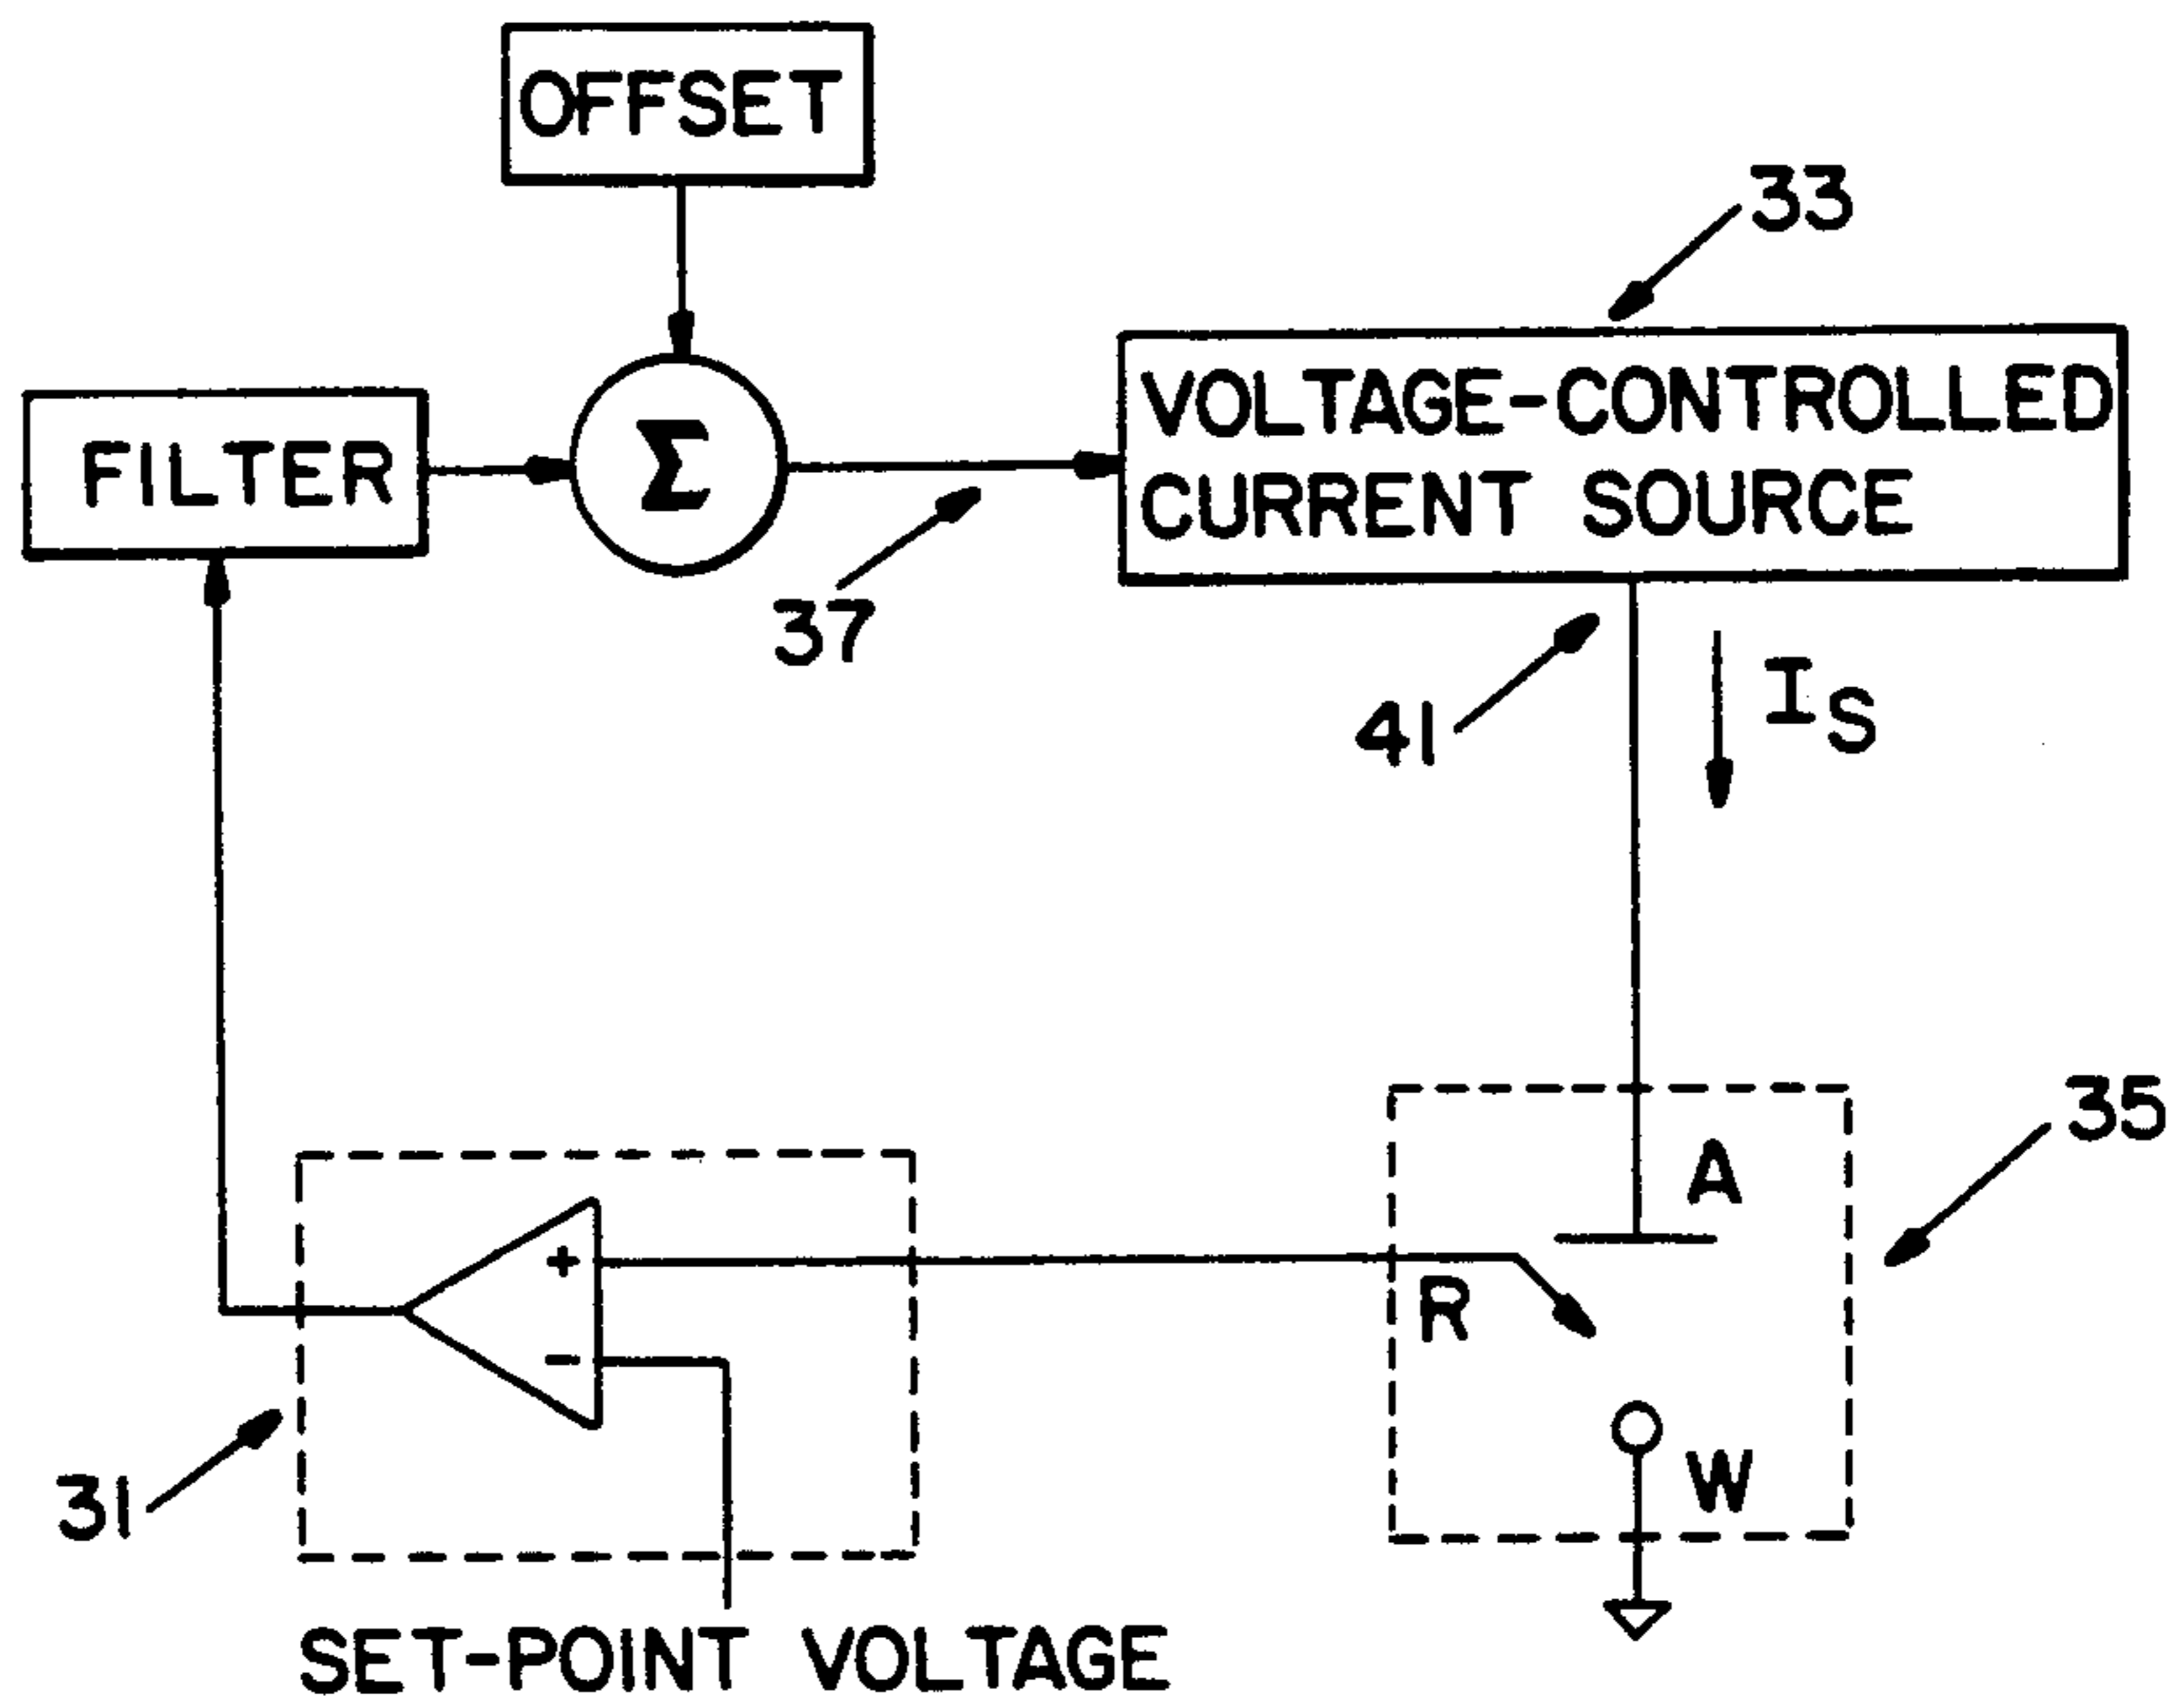 OFFSET
33
FILTER
Σ
VOLTAGE-CONTROLLED
CURRENT SOURCE
37
41
IS
35
A
+
R
−
31
W
SET-POINT VOLTAGE